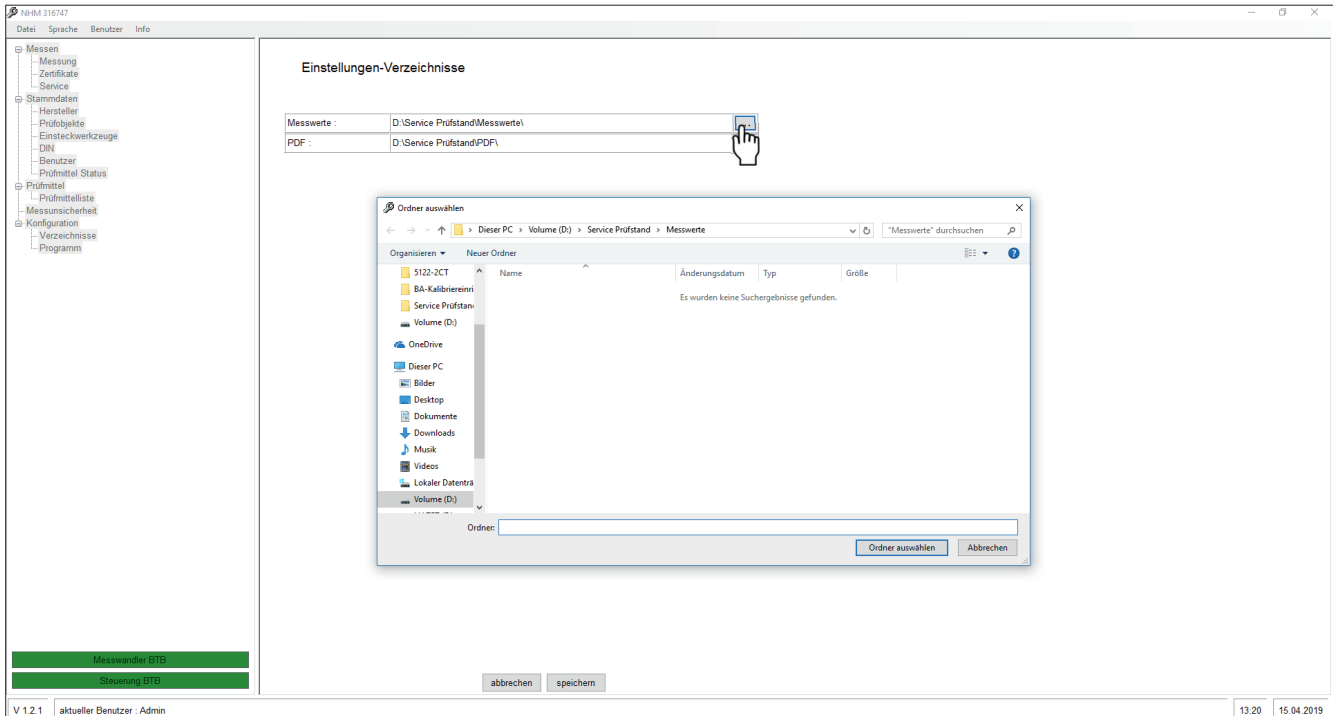 NHM 316747
Datei Sprache Benutzer Info
Messen
Messung
Zertifikate
Service
Stammdaten
Hersteller
Prüfobjekte
Einsteckwerkzeuge
DIN
Benutzer
Prüfmittel Status
Prüfmittel
Prüfmittelliste
Messunsicherheit
Konfiguration
Verzeichnisse
Programm
Einstellungen-Verzeichnisse
Messwerte : D:\Service Prüfstand\Messwerte\
PDF : D:\Service Prüfstand\PDF\
Ordner auswählen
Dieser PC > Volume (D:) > Service Prüfstand > Messwerte "Messwerte" durchsuchen
Organisieren Neuer Ordner
Name Änderungsdatum Typ Größe
Es wurden keine Suchergebnisse gefunden.
5122-2CT
BA-Kalibriereinri
Service Prüfstan
Volume (D:)
OneDrive
Dieser PC
Bilder
Desktop
Dokumente
Downloads
Musik
Videos
Lokaler Datenträ
Volume (D:)
Ordner:
Ordner auswählen Abbrechen
Messwandler BTB
Steuerung BTB
abbrechen speichern
V 1.2.1 aktueller Benutzer : Admin 13:20 15.04.2019